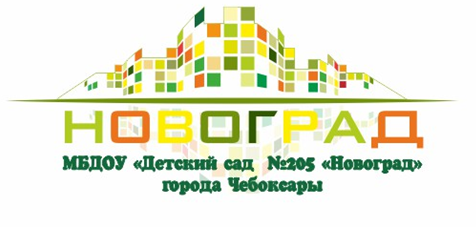 НОВОГРАД
МБДОУ «Детский сад №205 «Новоград»
города Чебоксары